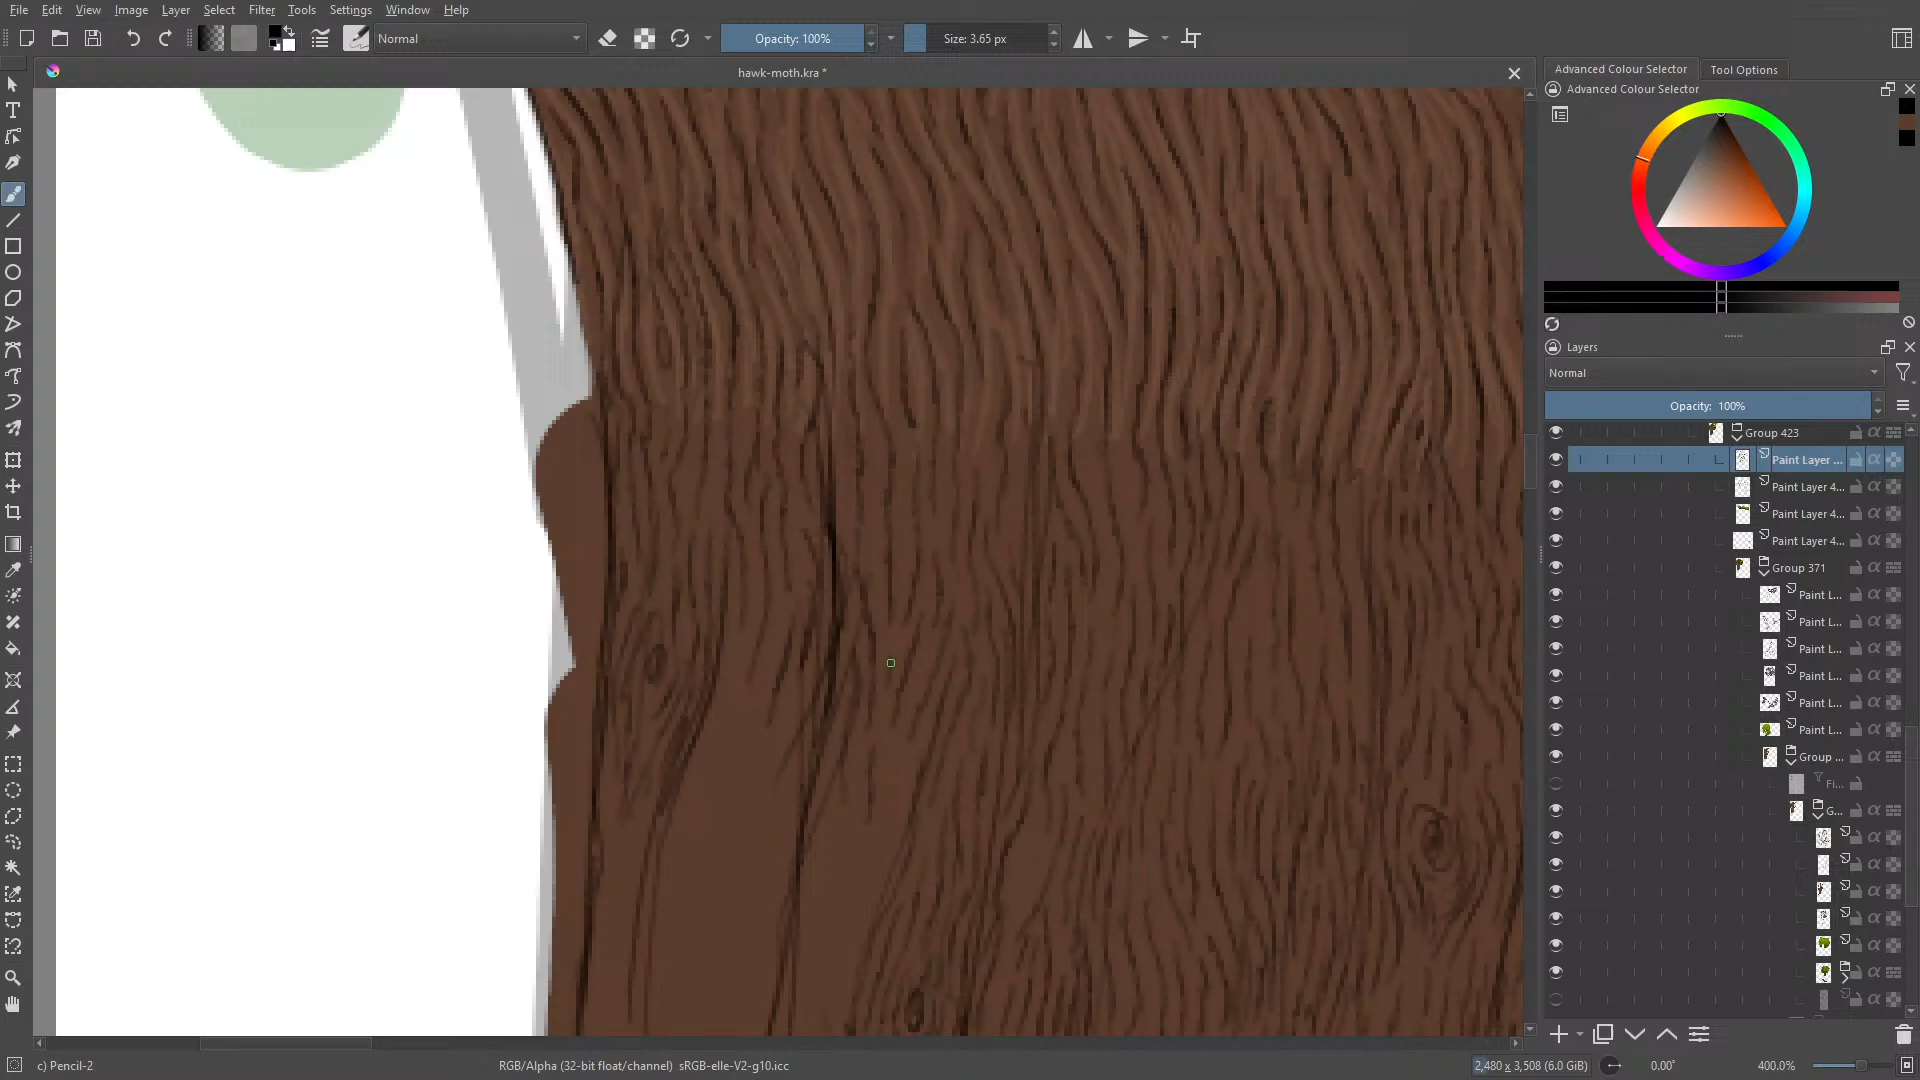 File Edit View Image Layer Select Filter Tools Settings Window Help
Normal Opacity: 100% Size: 3.65 px
hawk-moth.kra *
Advanced Colour Selector Tool Options
Advanced Colour Selector
Layers
Normal
Opacity: 100%
Group 423
Paint Layer ...
Paint Layer 4...
Paint Layer 4...
Paint Layer 4...
Group 371
Paint L...
Paint L...
Paint L...
Paint L...
Paint L...
Paint L...
Group ...
Fi...
G...
c) Pencil-2 RGB/Alpha (32-bit float/channel) sRGB-elle-V2-g10.icc 2,480 x 3,508 (6.0 GiB) 0.00° 400.0%